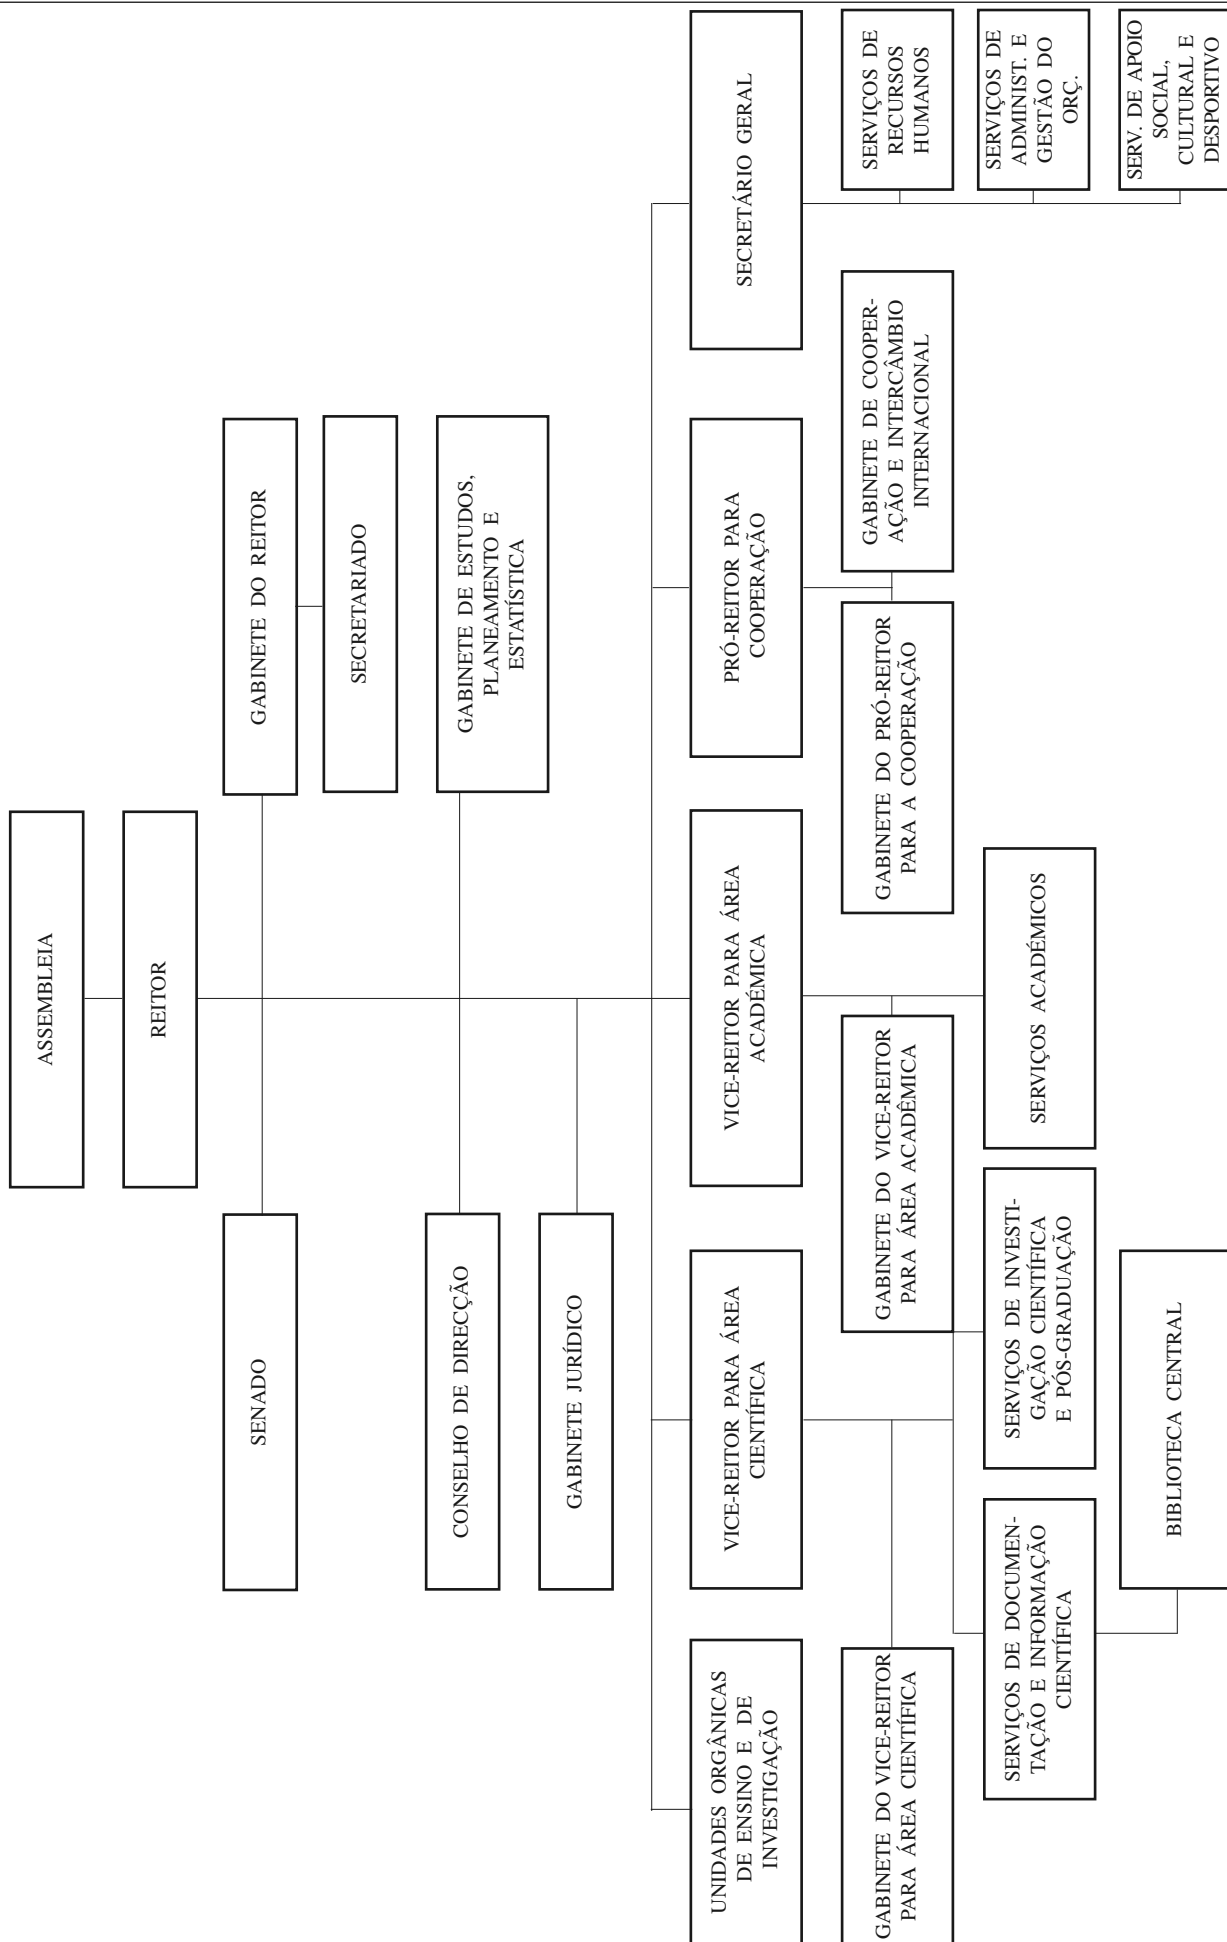 ASSEMBLEIA
REITOR
SENADO
GABINETE DO REITOR
SECRETARIADO
CONSELHO DE DIRECÇÃO
GABINETE DE ESTUDOS,
PLANEAMENTO E
ESTATÍSTICA
GABINETE JURÍDICO
UNIDADES ORGÂNICAS
DE ENSINO E DE
INVESTIGAÇÃO
VICE-REITOR PARA ÁREA
CIENTÍFICA
VICE-REITOR PARA ÁREA
ACADÉMICA
PRÓ-REITOR PARA
COOPERAÇÃO
SECRETÁRIO GERAL
GABINETE DO VICE-REITOR
PARA ÁREA CIENTÍFICA
GABINETE DO VICE-REITOR
PARA ÁREA ACADÊMICA
GABINETE DO PRÓ-REITOR
PARA A COOPERAÇÃO
GABINETE DE COOPER-
AÇÃO E INTERCÂMBIO
INTERNACIONAL
SERVIÇOS DE
RECURSOS
HUMANOS
SERVIÇOS DE DOCUMEN-
TAÇÃO E INFORMAÇÃO
CIENTÍFICA
SERVIÇOS DE INVESTI-
GAÇÃO CIENTÍFICA
E PÓS-GRADUAÇÃO
SERVIÇOS ACADÉMICOS
SERVIÇOS DE
ADMINIST. E
GESTÃO DO
ORÇ.
BIBLIOTECA CENTRAL
SERV. DE APOIO
SOCIAL,
CULTURAL E
DESPORTIVO